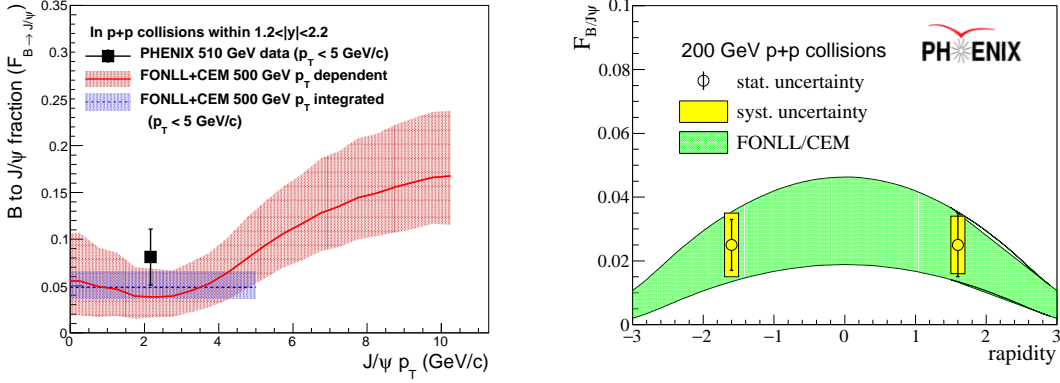 0.35
0.3
0.25
0.2
0.15
0.1
0.05
0
0 2 4 6 8 10
B to J/ψ fraction (F_{B→ J/ψ})
J/ψ p_T (GeV/c)
In p+p collisions within 1.2<|y|<2.2
PHENIX 510 GeV data (p_T < 5 GeV/c)
FONLL+CEM 500 GeV p_T dependent
FONLL+CEM 500 GeV p_T integrated
(p_T < 5 GeV/c)
0.1
0.08
0.06
0.04
0.02
0
−3 −2 −1 0 1 2 3
F_{B/J/ψ}
rapidity
200 GeV p+p collisions
stat. uncertainty
syst. uncertainty
FONLL/CEM
PHENIX